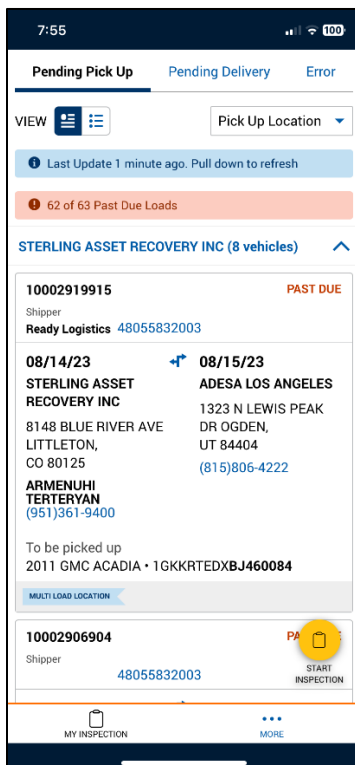 7:55
100
Pending Pick Up Pending Delivery Error
VIEW Pick Up Location
Last Update 1 minute ago. Pull down to refresh
62 of 63 Past Due Loads
STERLING ASSET RECOVERY INC (8 vehicles)
10002919915 PAST DUE
Shipper
Ready Logistics 48055832003
08/14/23 08/15/23
STERLING ASSET
RECOVERY INC
8148 BLUE RIVER AVE
LITTLETON,
CO 80125
ARMENUHI
TERTERYAN
(951)361-9400
ADESA LOS ANGELES
1323 N LEWIS PEAK
DR OGDEN,
UT 84404
(815)806-4222
To be picked up
2011 GMC ACADIA • 1GKKRTEDXBJ460084
MULTI LOAD LOCATION
10002906904
Shipper
48055832003
START
INSPECTION
MY INSPECTION
MORE